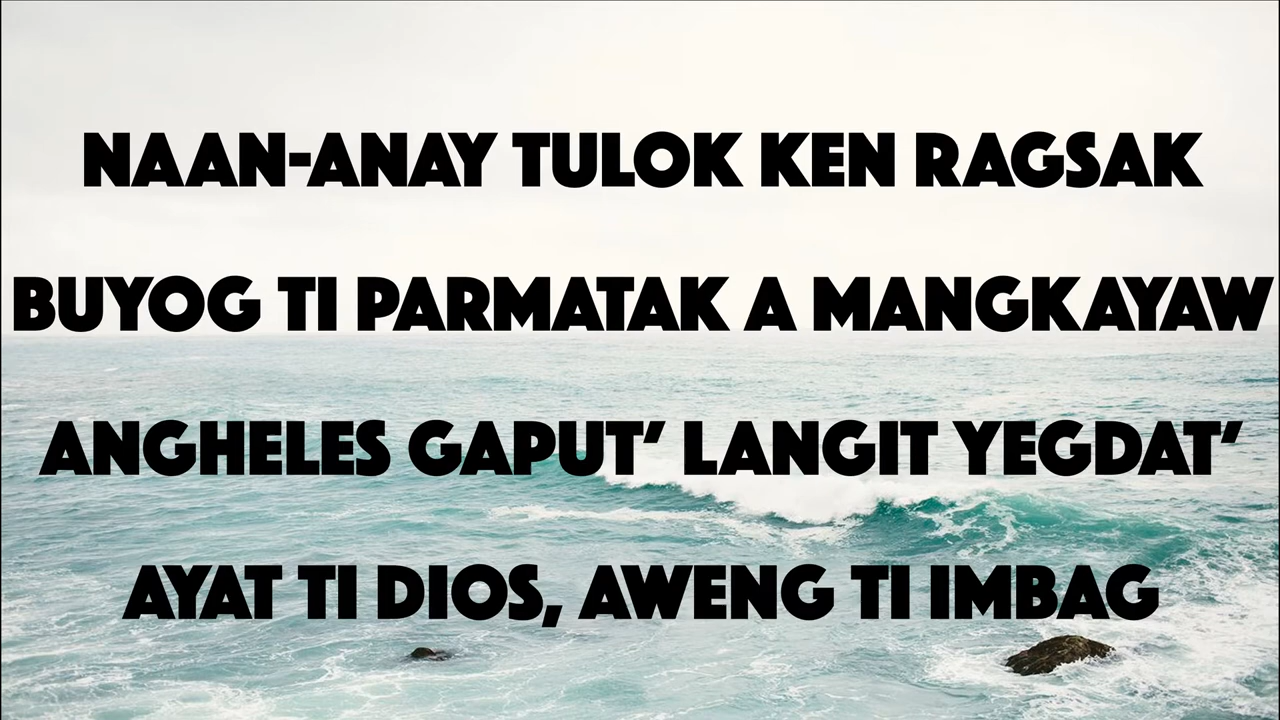 NAAN-ANAY TULOK KEN RAGSAK
BUYOG TI PARMATAK A MANGKAYAW
ANGHELES GAPUT’ LANGIT YEGDAT’
AYAT TI DIOS, AWENG TI IMBAG